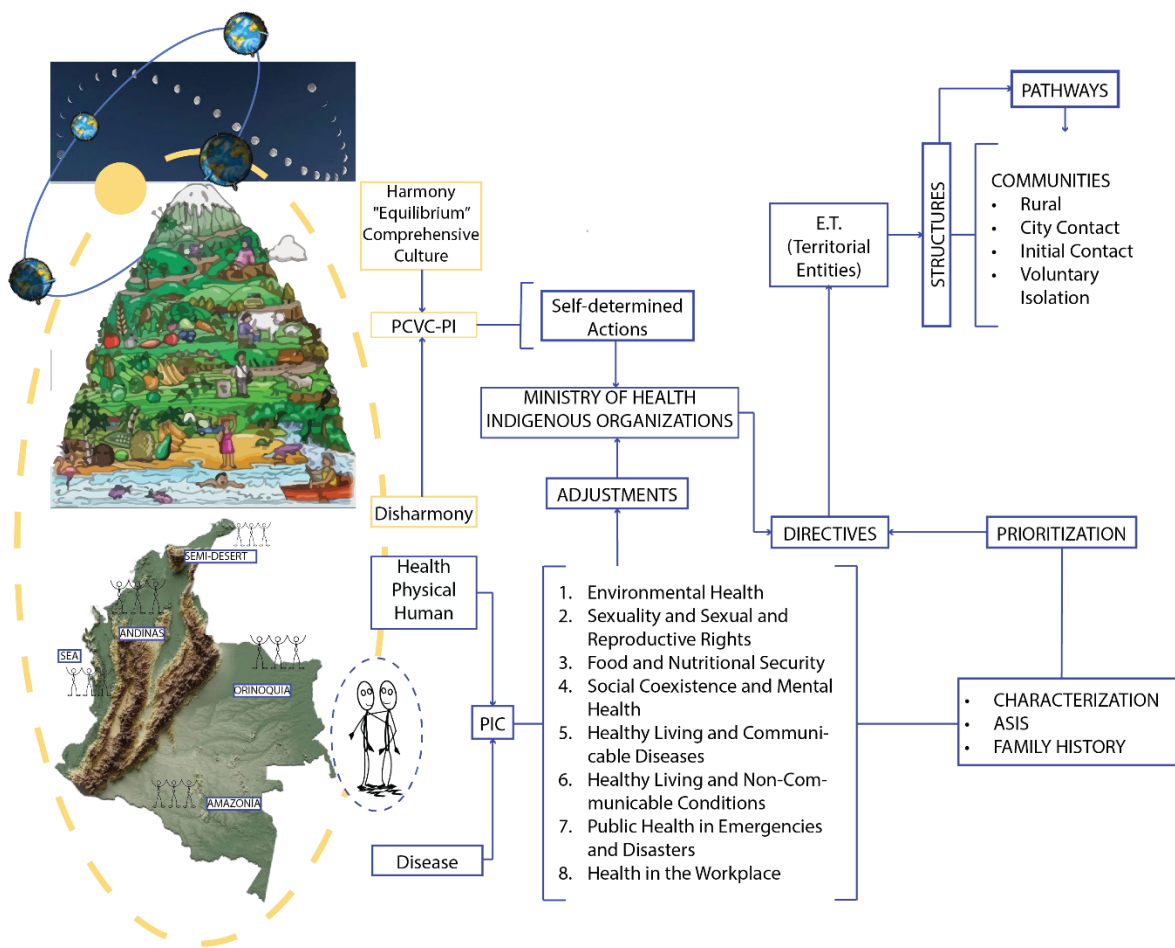 PATHWAYS
STRUCTURES
COMMUNITIES
• Rural
• City Contact
• Initial Contact
• Voluntary
Isolation
E.T.
(Territorial
Entities)
Harmony
"Equilibrium”
Comprehensive
Culture
PCVC-PI
Self-determined
Actions
MINISTRY OF HEALTH
INDIGENOUS ORGANIZATIONS
ADJUSTMENTS
Disharmony
DIRECTIVES
PRIORITIZATION
SEMI-DESERT
ANDINAS
SEA
ORINOQUIA
AMAZONIA
Health
Physical
Human
PIC
Disease
1. Environmental Health
2. Sexuality and Sexual and
Reproductive Rights
3. Food and Nutritional Security
4. Social Coexistence and Mental
Health
5. Healthy Living and Communi-
cable Diseases
6. Healthy Living and Non-Com-
municable Conditions
7. Public Health in Emergencies
and Disasters
8. Health in the Workplace
• CHARACTERIZATION
• ASIS
• FAMILY HISTORY